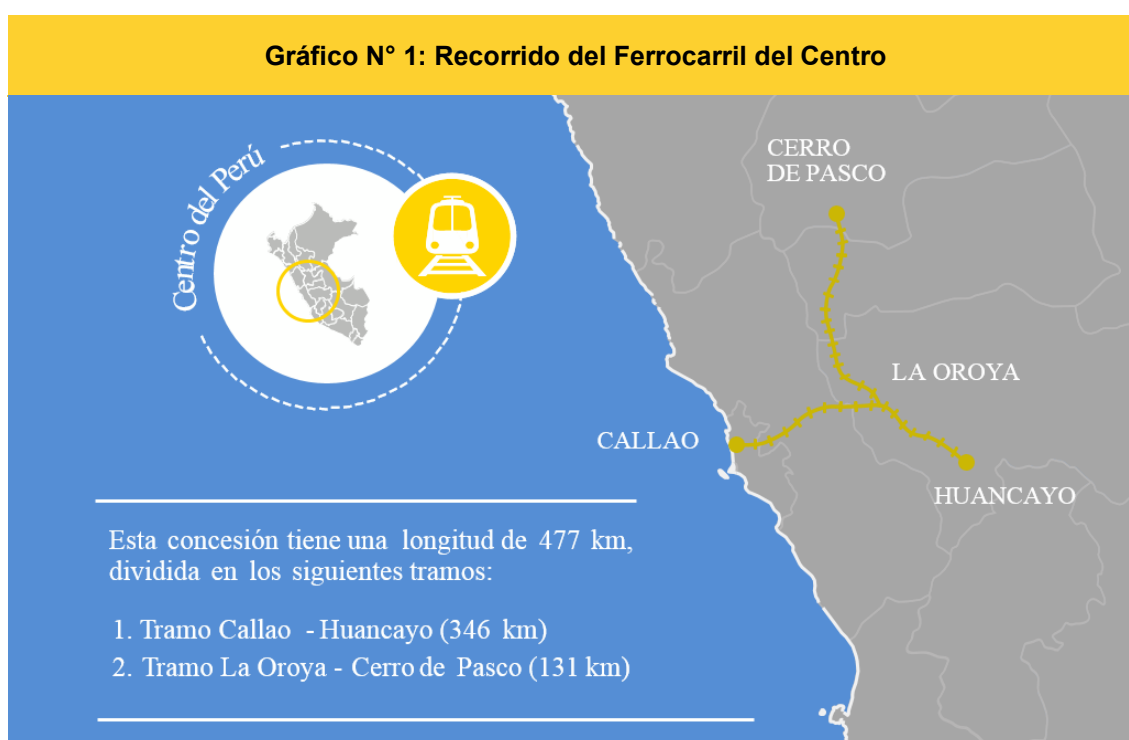 Gráfico N° 1: Recorrido del Ferrocarril del Centro
Centro del Perú
CERRO
DE PASCO
LA OROYA
CALLAO
HUANCAYO
Esta concesión tiene una longitud de 477 km,
dividida en los siguientes tramos:
1. Tramo Callao - Huancayo (346 km)
2. Tramo La Oroya - Cerro de Pasco (131 km)